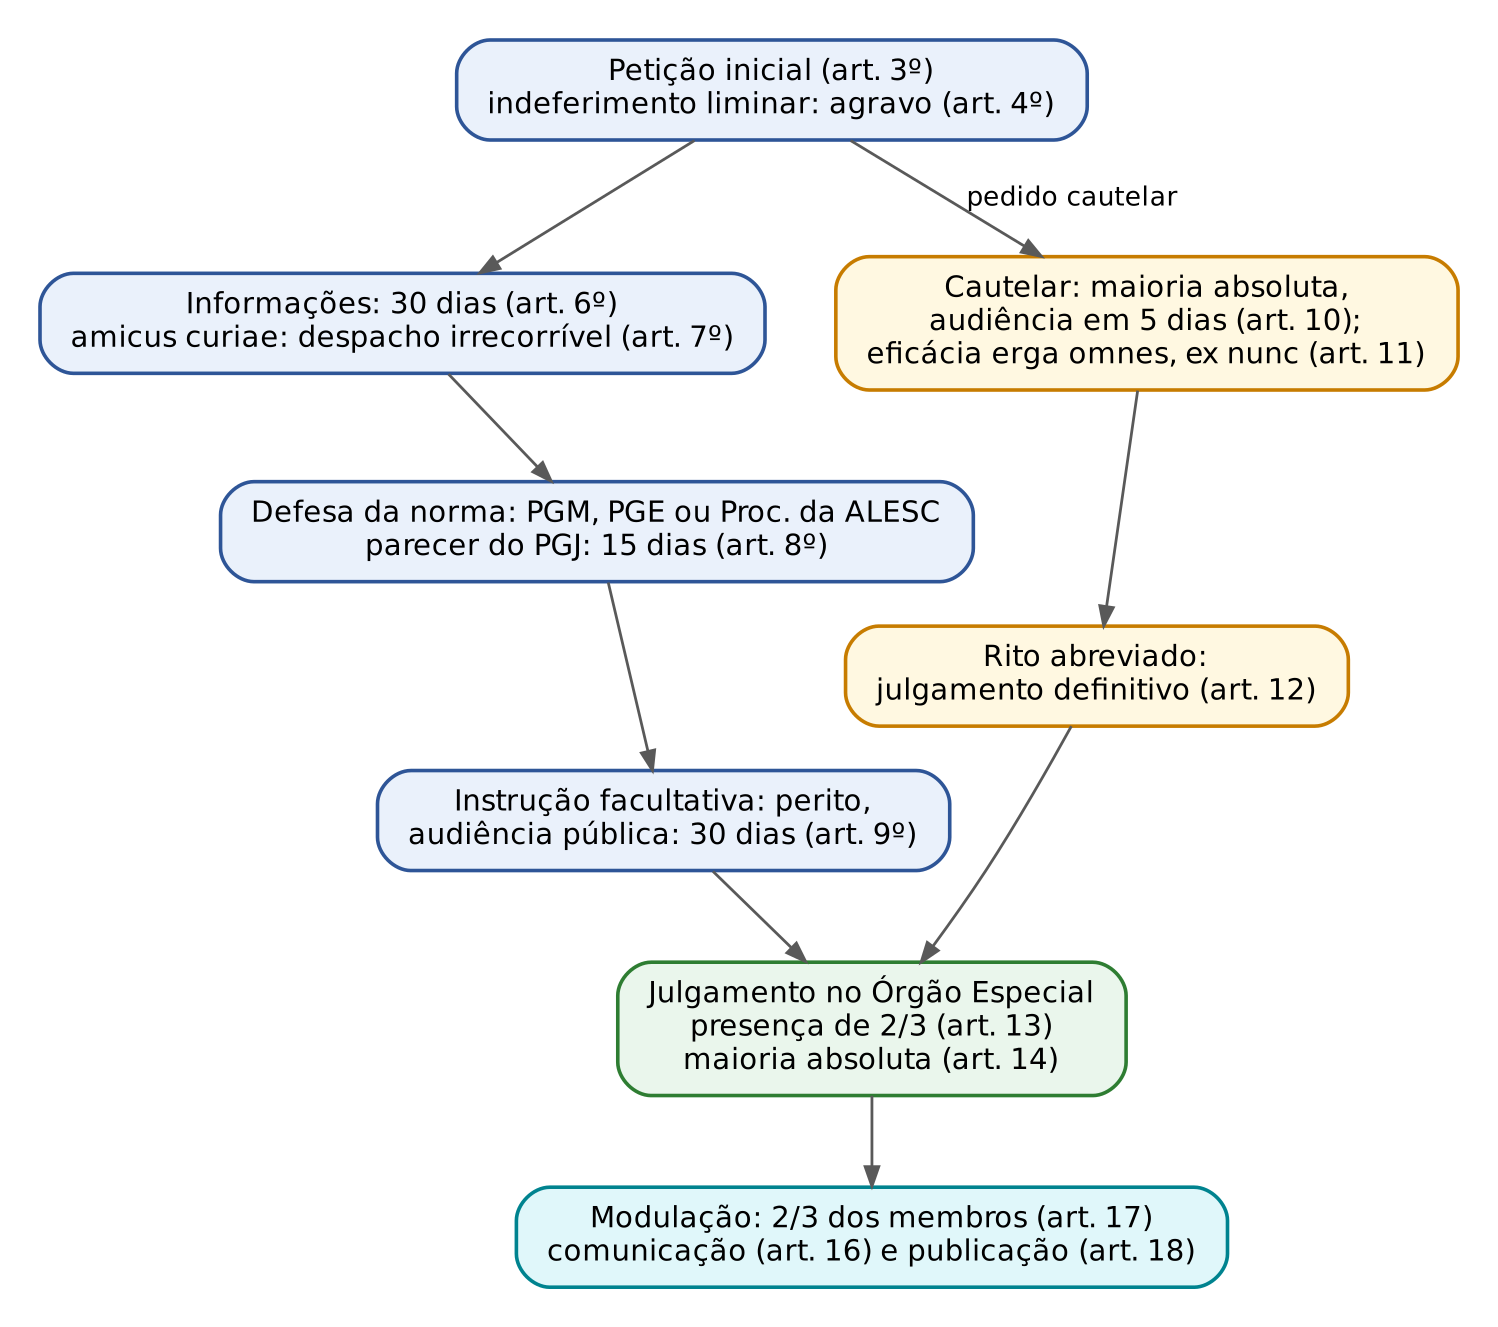 Petição inicial (art. 3º)
indeferimento liminar: agravo (art. 4º)
pedido cautelar
Informações: 30 dias (art. 6º)
amicus curiae: despacho irrecorrível (art. 7º)
Cautelar: maioria absoluta,
audiência em 5 dias (art. 10);
eficácia erga omnes, ex nunc (art. 11)
Defesa da norma: PGM, PGE ou Proc. da ALESC
parecer do PGJ: 15 dias (art. 8º)
Rito abreviado:
julgamento definitivo (art. 12)
Instrução facultativa: perito,
audiência pública: 30 dias (art. 9º)
Julgamento no Órgão Especial
presença de 2/3 (art. 13)
maioria absoluta (art. 14)
Modulação: 2/3 dos membros (art. 17)
comunicação (art. 16) e publicação (art. 18)